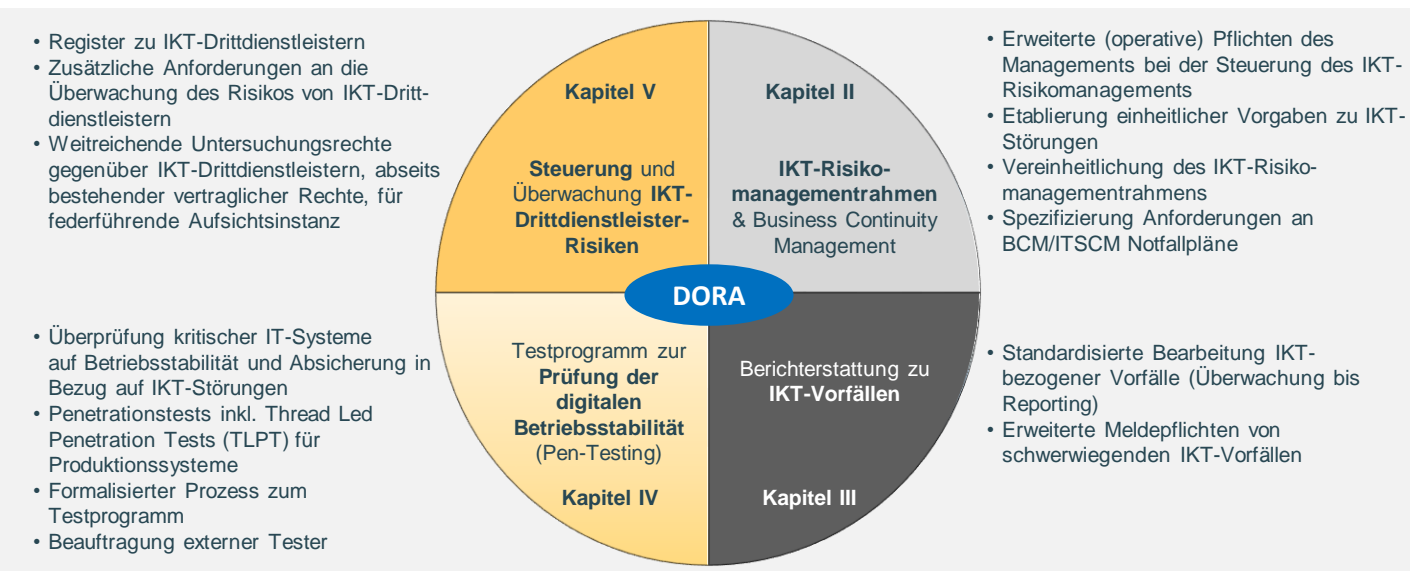 • Register zu IKT-Drittdienstleistern
• Zusätzliche Anforderungen an die
Überwachung des Risikos von IKT-Dritt-
dienstleistern
• Weitreichende Untersuchungsrechte
gegenüber IKT-Drittdienstleistern, abseits
bestehender vertraglicher Rechte, für
federführende Aufsichtsinstanz
Kapitel V
Steuerung und
Überwachung IKT-
Drittdienstleister-
Risiken
Kapitel II
IKT-Risiko-
managementrahmen
& Business Continuity
Management
• Erweiterte (operative) Pflichten des
Managements bei der Steuerung des IKT-
Risikomanagements
• Etablierung einheitlicher Vorgaben zu IKT-
Störungen
• Vereinheitlichung des IKT-Risiko-
managementrahmens
• Spezifizierung Anforderungen an
BCM/ITSCM Notfallpläne
DORA
• Überprüfung kritischer IT-Systeme
auf Betriebsstabilität und Absicherung in
Bezug auf IKT-Störungen
• Penetrationstests inkl. Thread Led
Penetration Tests (TLPT) für
Produktionssysteme
• Formalisierter Prozess zum
Testprogramm
• Beauftragung externer Tester
Testprogramm zur
Prüfung der
digitalen
Betriebsstabilität
(Pen-Testing)
Kapitel IV
Berichterstattung zu
IKT-Vorfällen
Kapitel III
• Standardisierte Bearbeitung IKT-
bezogener Vorfälle (Überwachung bis
Reporting)
• Erweiterte Meldepflichten von
schwerwiegenden IKT-Vorfällen